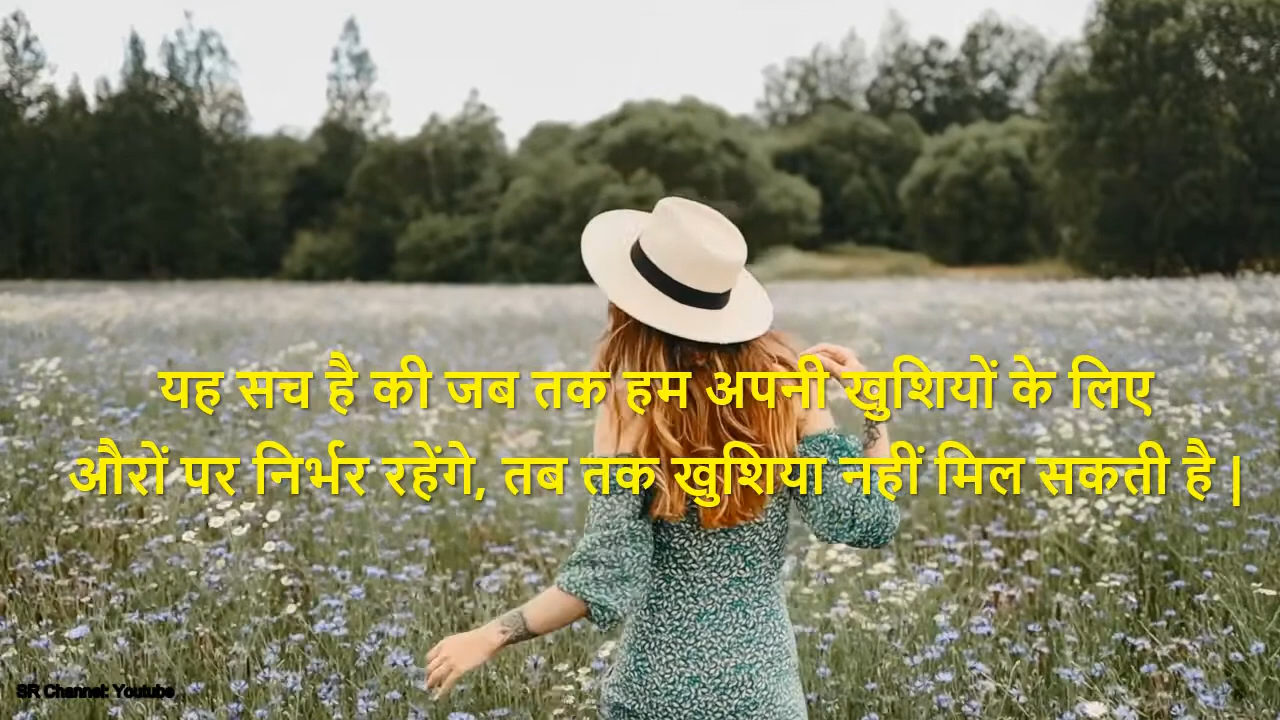 यह सच है की जब तक हम अपनी खुशियों के लिए
औरों पर निर्भर रहेंगे, तब तक खुशिया नहीं मिल सकती है |
SR Channel: Youtube